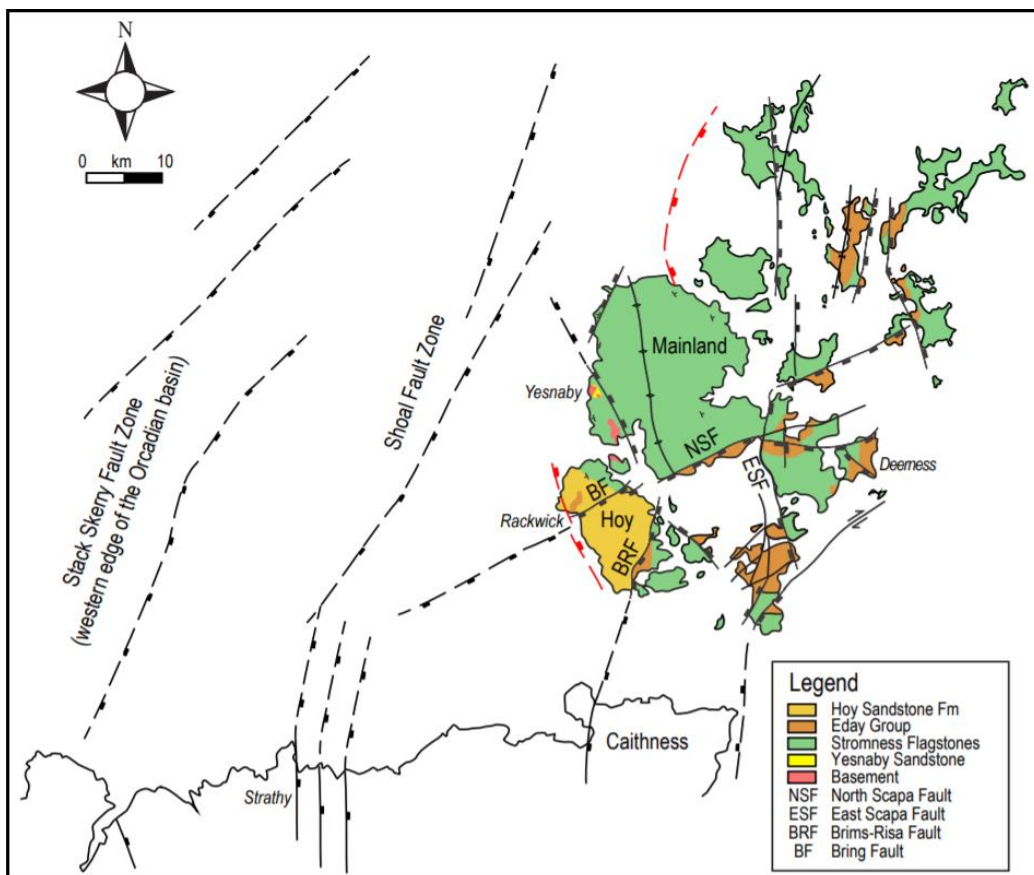 N
0 km 10
Stack Skerry Fault Zone
(western edge of the Orcadian basin)
Shoal Fault Zone
Mainland
Yesnaby
NSF
ESF
Deerness
BF
Rackwick
Hoy
BRF
Caithness
Strathy
Legend
Hoy Sandstone Fm
Eday Group
Stromness Flagstones
Yesnaby Sandstone
Basement
NSF North Scapa Fault
ESF East Scapa Fault
BRF Brims-Risa Fault
BF Bring Fault